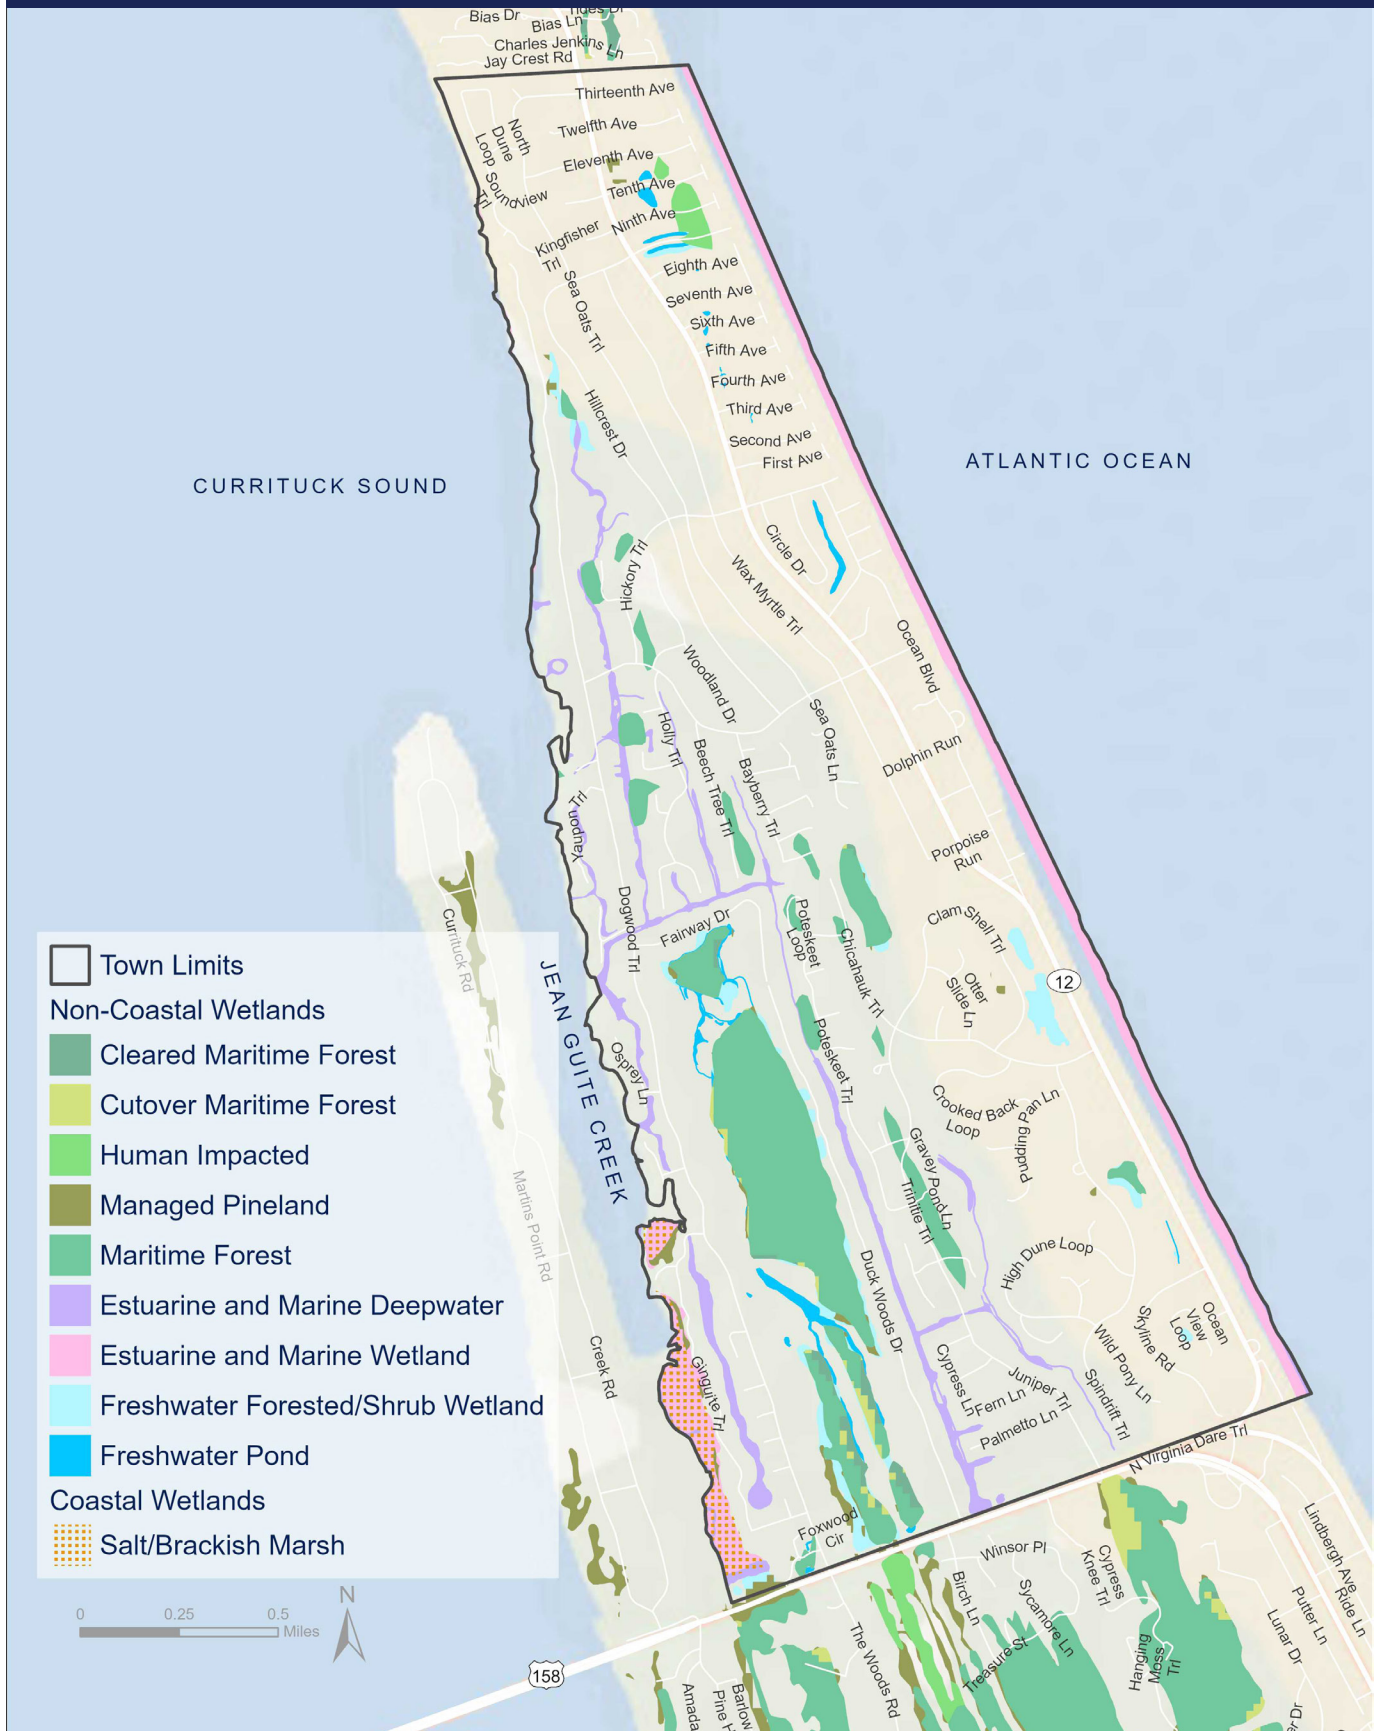 Bias Dr
Bias Ln
Tides Dr
Charles Jenkins Ln
Jay Crest Rd
Thirteenth Ave
Twelfth Ave
North
Dune
Loop
Eleventh Ave
Tenth Ave
Soundview
Trl
Ninth Ave
Kingfisher
Trl
Eighth Ave
Sea Oats Trl
Seventh Ave
Sixth Ave
Fifth Ave
Fourth Ave
Third Ave
Hillcrest Dr
Second Ave
First Ave
ATLANTIC OCEAN
CURRITUCK SOUND
Circle Dr
Hickory Trl
Wax Myrtle Trl
Ocean Blvd
Woodland Dr
Sea Oats Ln
Holly Trl
Beech Tree Trl
Bayberry Trl
Dolphin Run
Yaupon Trl
Porpoise
Run
Dogwood Trl
Fairway Dr
Poteskeet
Loop
Chicahauk Trl
Clam Shell Trl
Currituck Rd
12
Otter
Slide Ln
JEAN GUITE CREEK
Osprey Ln
Poteskeet Trl
Crooked Back
Loop
Pudding Pan Ln
Gravey Pond Ln
Trinitie Trl
Martins Point Rd
High Dune Loop
Duck Woods Dr
Ocean
View
Loop
Skyline Rd
Wild Pony Ln
Creek Rd
Ginguite Trl
Cypress Ln
Juniper Trl
Fern Ln
Palmetto Ln
Spindrift Trl
N Virginia Dare Trl
Foxwood
Cir
Winsor Pl
Lindbergh Ave
Cypress
Knee Trl
Birch Ln
Sycamore Ln
Ride Ln
Putter Ln
Lunar Dr
The Woods Rd
Treasure St
Hanging
Moss
Trl
158
Amada
Pine H
Barlow
er Dr
Town Limits
Non-Coastal Wetlands
Cleared Maritime Forest
Cutover Maritime Forest
Human Impacted
Managed Pineland
Maritime Forest
Estuarine and Marine Deepwater
Estuarine and Marine Wetland
Freshwater Forested/Shrub Wetland
Freshwater Pond
Coastal Wetlands
Salt/Brackish Marsh
0 0.25 0.5
Miles
N